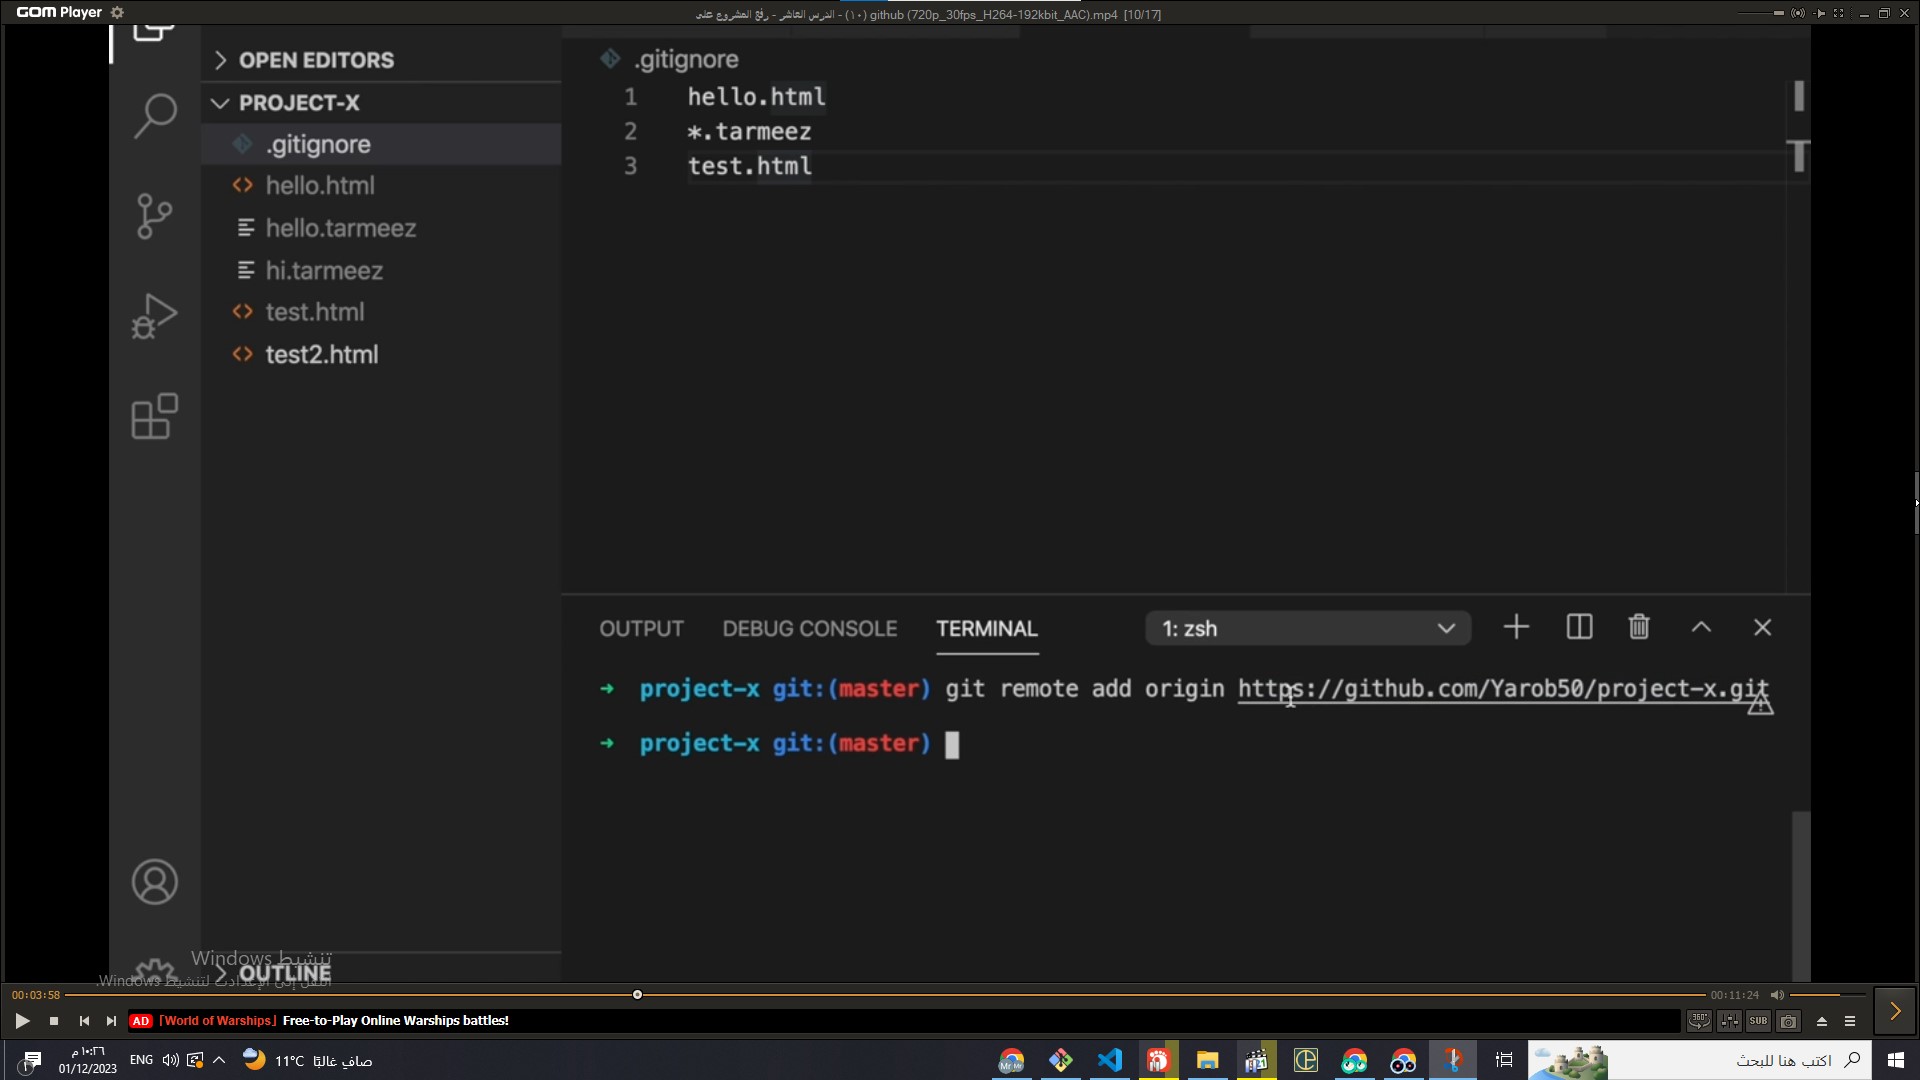 GOM Player
رفع المشروع على - الدرس العاشر - (١٠) github (720p_30fps_H264-192kbit_AAC).mp4 [10/17]
OPEN EDITORS
PROJECT-X
.gitignore
hello.html
hello.tarmeez
hi.tarmeez
test.html
test2.html
OUTLINE
.gitignore
1 hello.html
2 *.tarmeez
3 test.html
OUTPUT DEBUG CONSOLE TERMINAL 1: zsh
➜ project-x git:(master) git remote add origin https://github.com/Yarob50/project-x.git
➜ project-x git:(master)
تنشيط Windows
انتقل إلى الإعدادات لتنشيط Windows.
00:03:58 00:11:24
AD [World of Warships] Free-to-Play Online Warships battles!
360° SUB
١٠:٢٦ م
01/12/2023
ENG
11°C صافٍ غالبًا
Mr Mr
اكتب هنا للبحث